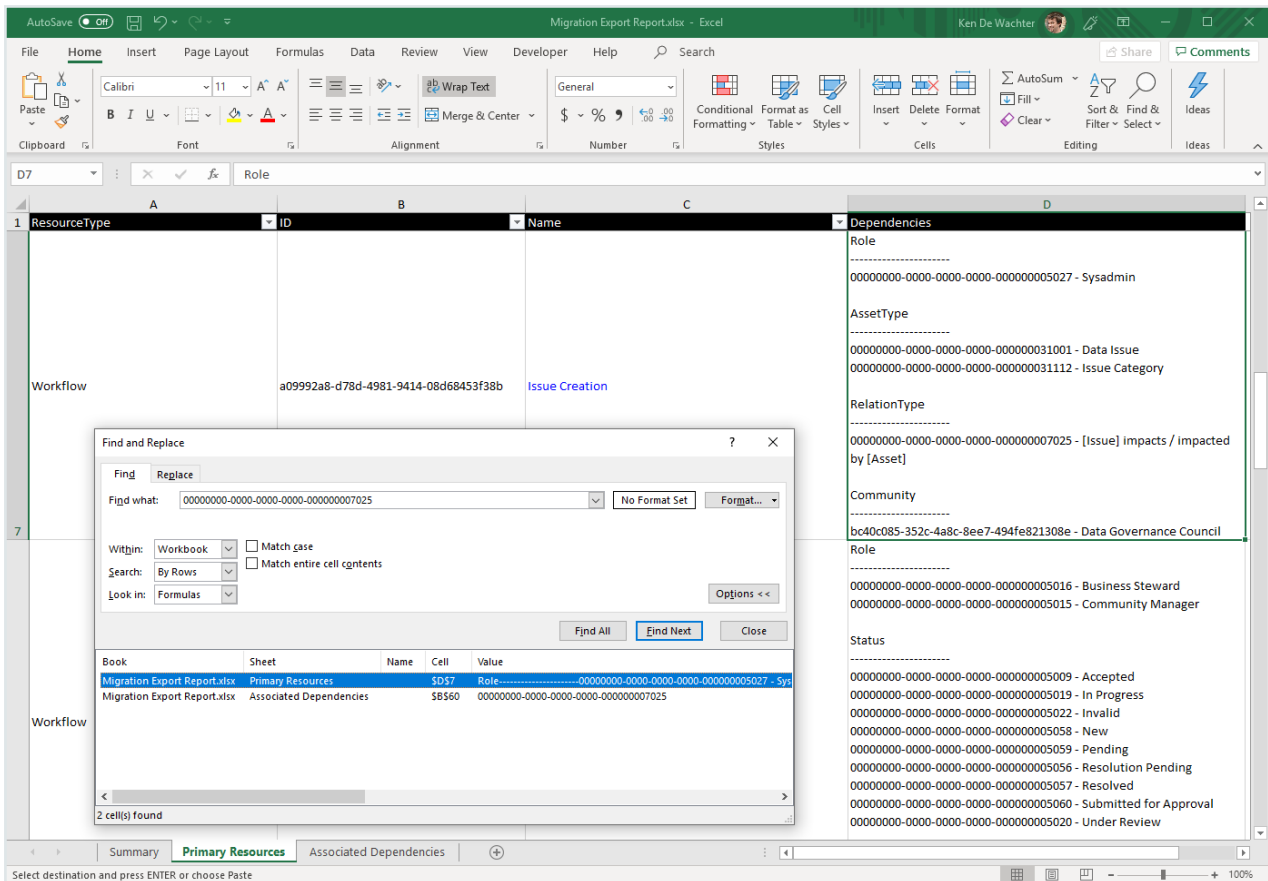 AutoSave Off Migration Export Report.xlsx - Excel Ken De Wachter
File Home Insert Page Layout Formulas Data Review View Developer Help Search Share Comments
Paste
Calibri 11 A A ab Wrap Text General
B I U A Merge & Center $ % 9 .00 .00
Conditional Formatting
Format as Table
Cell Styles
Insert Delete Format
AutoSum
Fill
Clear
Sort & Filter
Find & Select
Ideas
Clipboard Font Alignment Number Styles Cells Editing Ideas
D7 fx Role
A B C D
1 ResourceType ID Name Dependencies
Role
----------------------
00000000-0000-0000-0000-000000005027 - Sysadmin
AssetType
----------------------
00000000-0000-0000-0000-000000031001 - Data Issue
00000000-0000-0000-0000-000000031112 - Issue Category
Workflow a09992a8-d78d-4981-9414-08d68453f38b Issue Creation
RelationType
----------------------
00000000-0000-0000-0000-000000007025 - [Issue] impacts / impacted
by [Asset]
Community
----------------------
7 bc40c085-352c-4a8c-8ee7-494fe821308e - Data Governance Council
Role
----------------------
00000000-0000-0000-0000-000000005016 - Business Steward
00000000-0000-0000-0000-000000005015 - Community Manager
Status
----------------------
00000000-0000-0000-0000-000000005009 - Accepted
00000000-0000-0000-0000-000000005019 - In Progress
00000000-0000-0000-0000-000000005022 - Invalid
Workflow
00000000-0000-0000-0000-000000005058 - New
00000000-0000-0000-0000-000000005059 - Pending
00000000-0000-0000-0000-000000005056 - Resolution Pending
00000000-0000-0000-0000-000000005057 - Resolved
00000000-0000-0000-0000-000000005060 - Submitted for Approval
00000000-0000-0000-0000-000000005020 - Under Review
Find and Replace ?
Find Replace
Find what: 00000000-0000-0000-0000-000000007025 No Format Set Format...
Within: Workbook Match case
Search: By Rows Match entire cell contents
Look in: Formulas Options <<
Find All Find Next Close
Book Sheet Name Cell Value
Migration Export Report.xlsx Primary Resources $D$7 Role----------------------00000000-0000-0000-0000-000000005027 - Sys
Migration Export Report.xlsx Associated Dependencies $B$60 00000000-0000-0000-0000-000000007025
2 cell(s) found
Summary Primary Resources Associated Dependencies
Select destination and press ENTER or choose Paste 100%